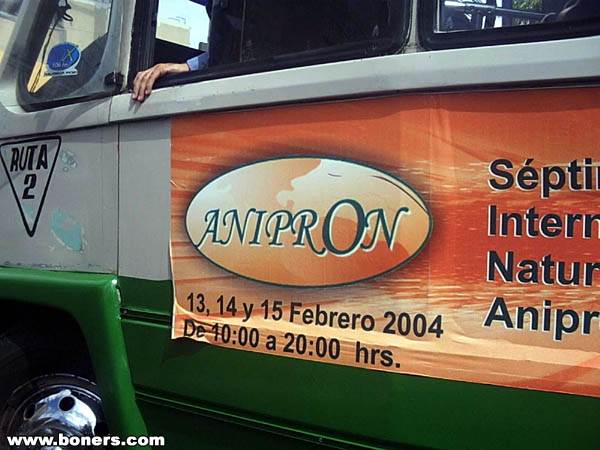 RUTA
2
ANIPRON
Séptim
Intern
Natur
Anipro
13, 14 y 15 Febrero 2004
De 10:00 a 20:00 hrs.
www.boners.com